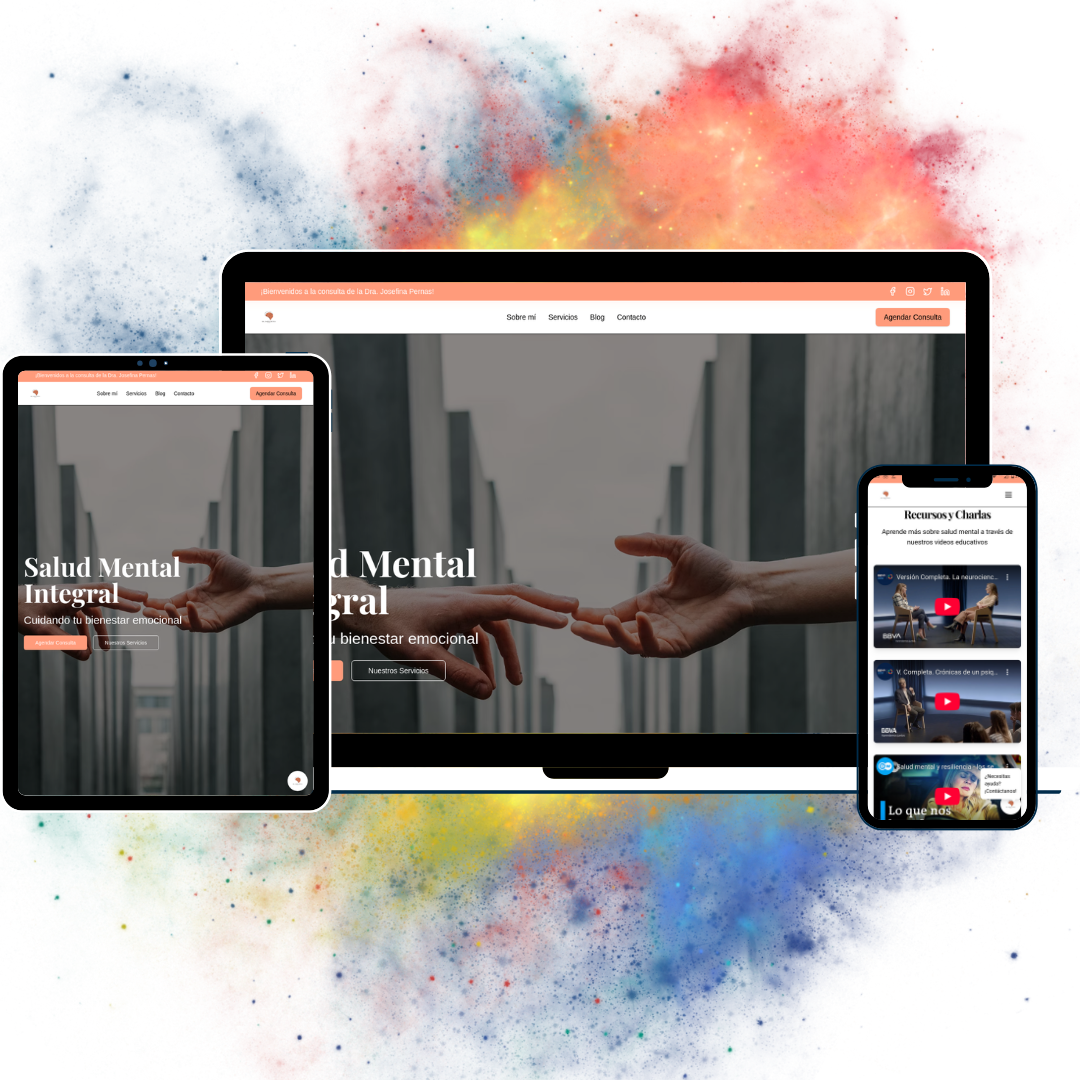 ¡Bienvenidos a la consulta de la Dra. Josefina Pernos!
Sobre mí Servicios Blog Contacto
Agendar Consulta
d Mental
gral
u bienestar emocional
Nuestros Servicios
¡Bienvenidos a la consulta de la Dra. Josefina Pernos!
Sobre mí Servicios Blog Contacto
Agendar Consulta
Salud Mental
Integral
Cuidando tu bienestar emocional
Agendar Consulta
Nuestros Servicios
Recursos y Charlas
Aprende más sobre salud mental a través de
nuestros videos educativos
Versión Completa. La neurocienc...
BBVA
V. Completa. Crónicas de un psiq...
BBVA
Salud mental y resiliencia - los se
¿Necesitas
ayuda?
¡Contáctanos!
Lo que nos